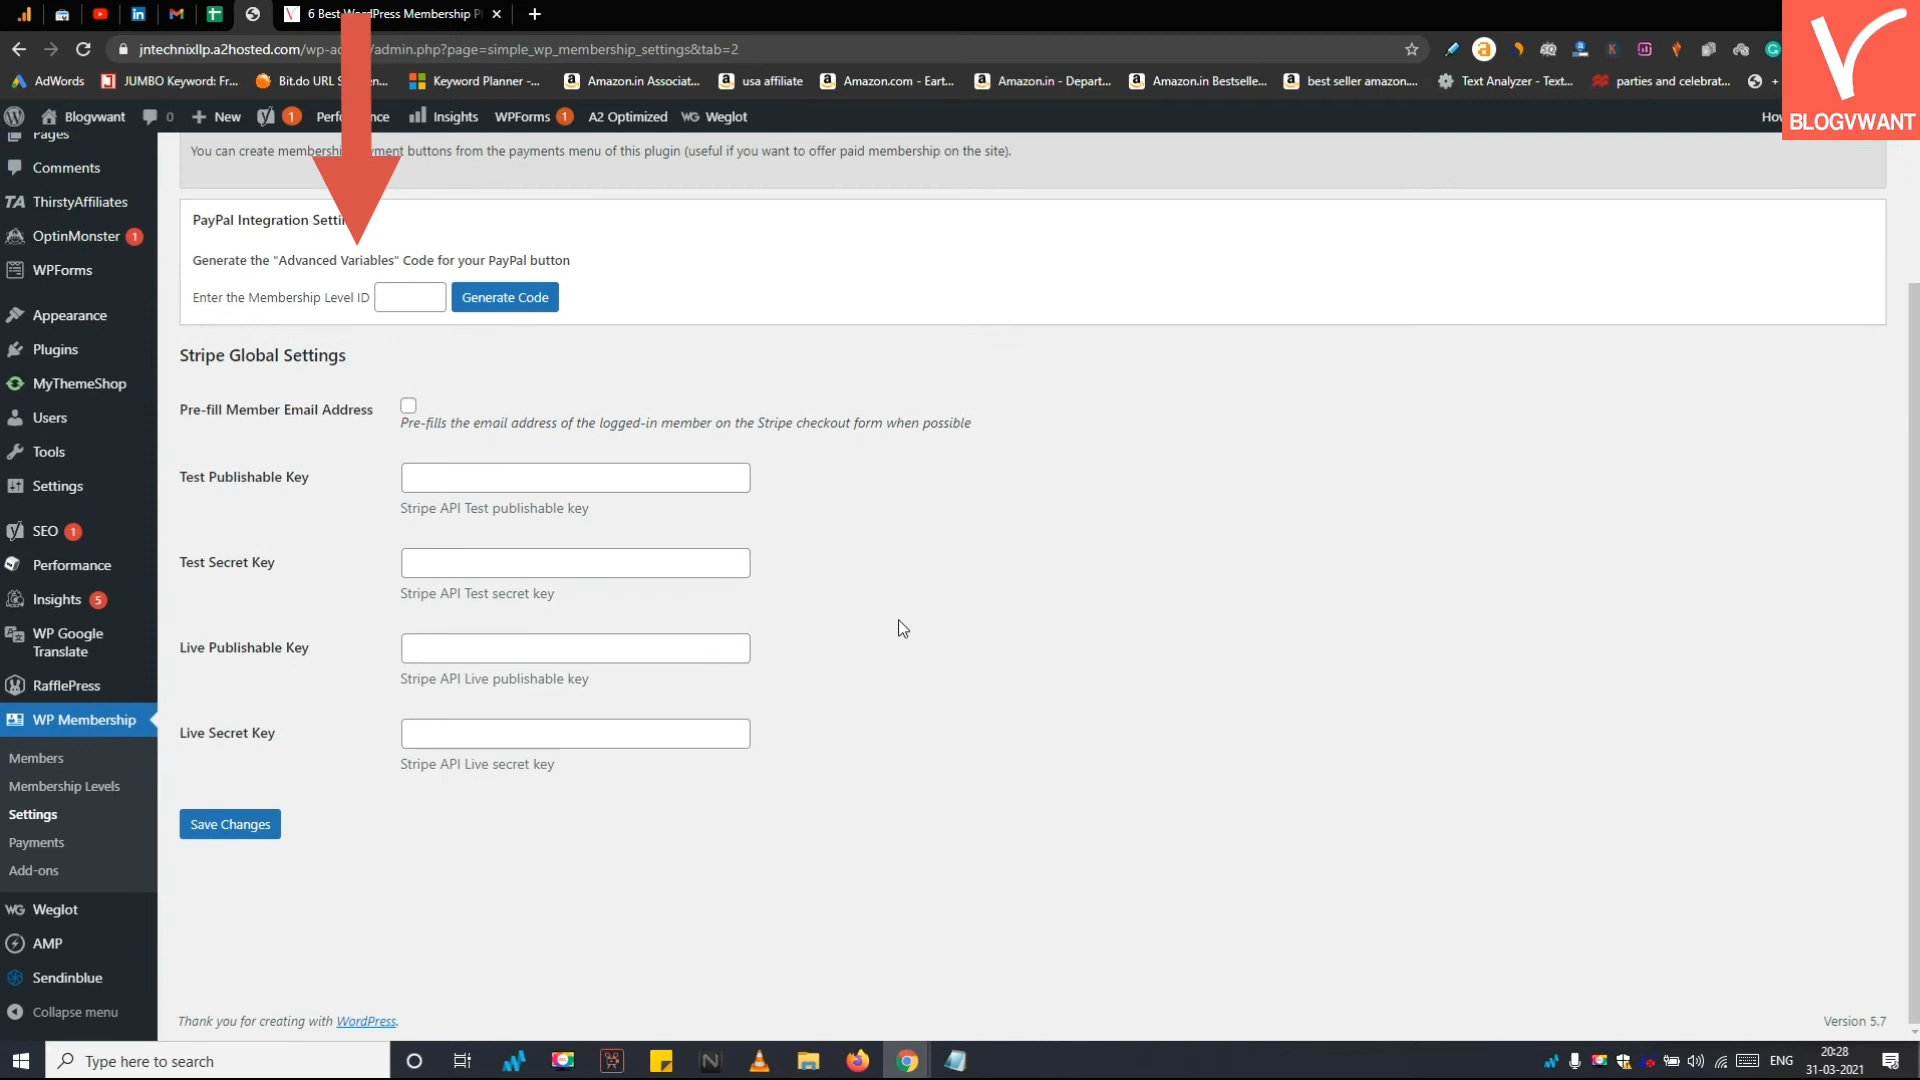 6 Best WordPress Membership P
jntechnixllp.a2hosted.com/wp-ad /admin.php?page=simple_wp_membership_settings&tab=2
AdWords
JUMBO Keyword: Fr...
Bit.do URL S en...
Keyword Planner -...
Amazon.in Associat...
usa affiliate
Amazon.com - Eart...
Amazon.in - Depart...
Amazon.in Bestselle...
best seller amazon...
Text Analyzer - Text...
parties and celebrat...
BLOGVWANT
Blogvwant
0
New
1
Insights
WPForms 1
A2 Optimized
Weglot
Pages
Comments
ThirstyAffiliates
OptinMonster 1
WPForms
Appearance
Plugins
MyThemeShop
Users
Tools
Settings
SEO 1
Performance
Insights 5
WP Google
Translate
RafflePress
WP Membership
Members
Membership Levels
Settings
Payments
Add-ons
Weglot
AMP
Sendinblue
Collapse menu
You can create membershi yment buttons from the payments menu of this plugin (useful if you want to offer paid membership on the site).
PayPal Integration Setti
Generate the "Advanced Variables" Code for your PayPal button
Enter the Membership Level ID
Generate Code
Stripe Global Settings
Pre-fill Member Email Address
Pre-fills the email address of the logged-in member on the Stripe checkout form when possible
Test Publishable Key
Stripe API Test publishable key
Test Secret Key
Stripe API Test secret key
Live Publishable Key
Stripe API Live publishable key
Live Secret Key
Stripe API Live secret key
Save Changes
Thank you for creating with WordPress.
Version 5.7
Type here to search
ENG
20:28
31-03-2021